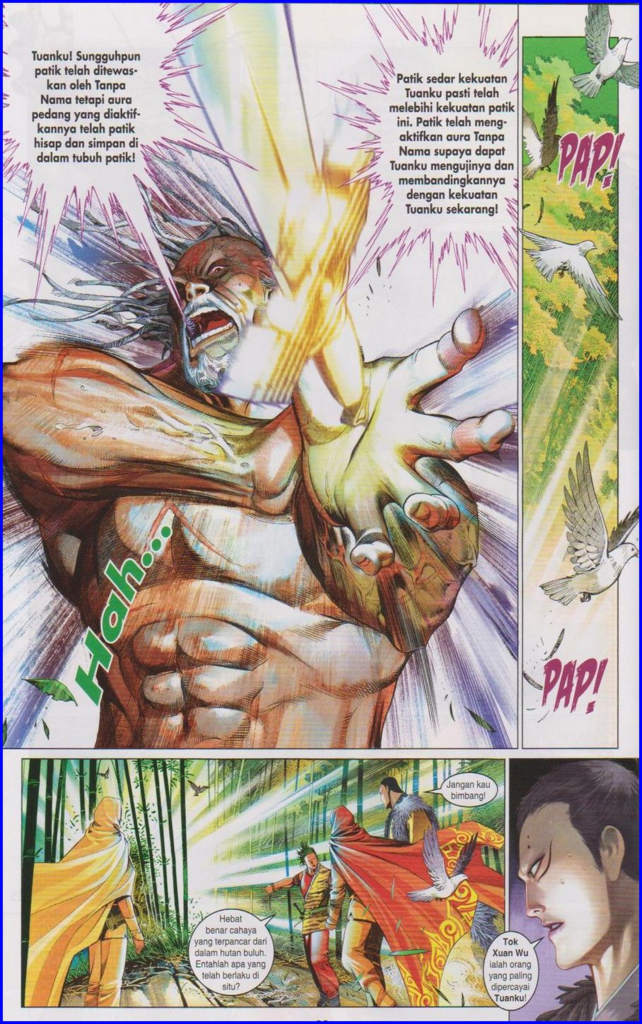 Tuanku! Sungguhpun
patik telah ditewas-
kan oleh Tanpa
Nama tetapi aura
pedang yang diaktif-
kannya telah patik
hisap dan simpan di
dalam tubuh patik!
Patik sedar kekuatan
Tuanku pasti telah
melebihi kekuatan patik
ini. Patik telah meng-
aktifkan aura Tanpa
Nama supaya dapat
Tuanku mengujinya dan
membandingkannya
dengan kekuatan
Tuanku sekarang!
PAP!
Hah...
PAP!
Jangan kau
bimbang!
Hebat
benar cahaya
yang terpancar dari
dalam hutan buluh.
Entahlah apa yang
telah berlaku di
situ?
Tok
Xuan Wu
ialah orang
yang paling
dipercayai
Tuanku!